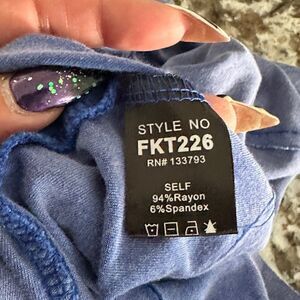 STYLE NO
FKT226
RN# 133793
SELF
94%Rayon
6%Spandex